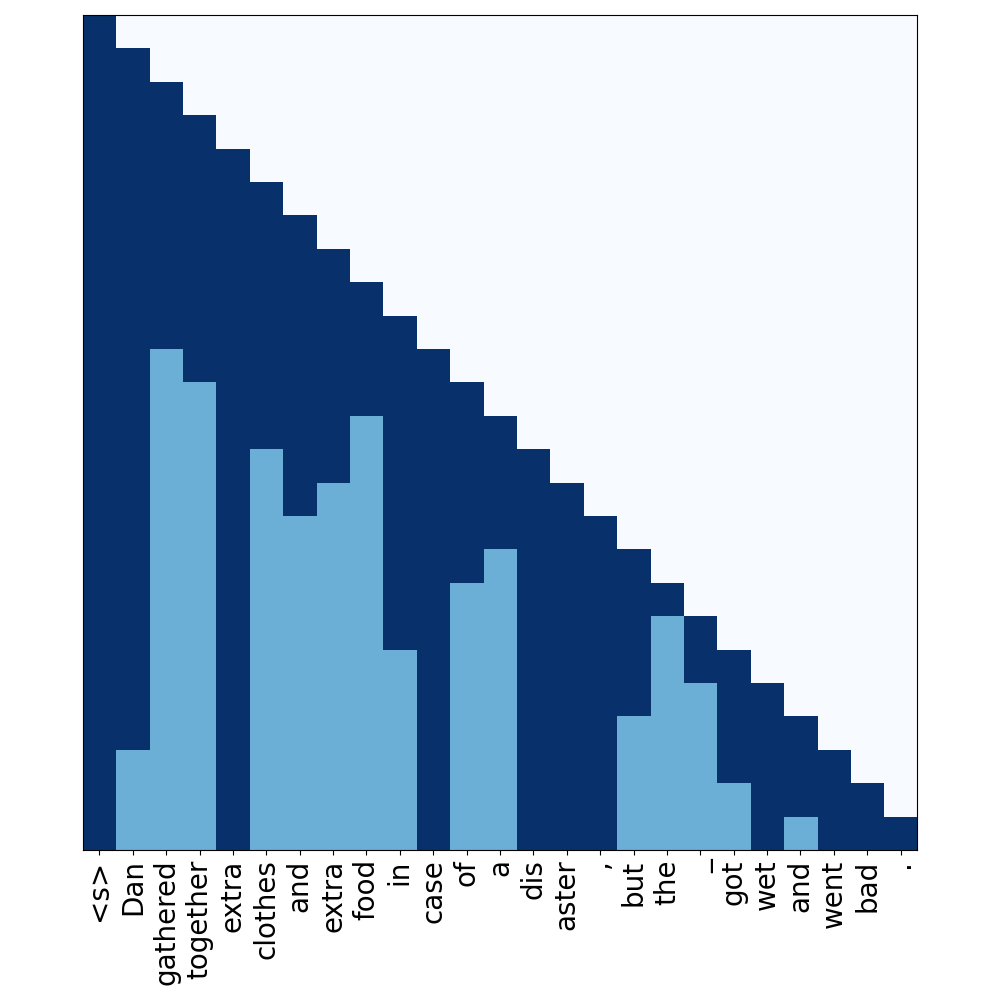 <s> Dan gathered together extra clothes and extra food in case of a dis aster , but the _ got wet and went bad .